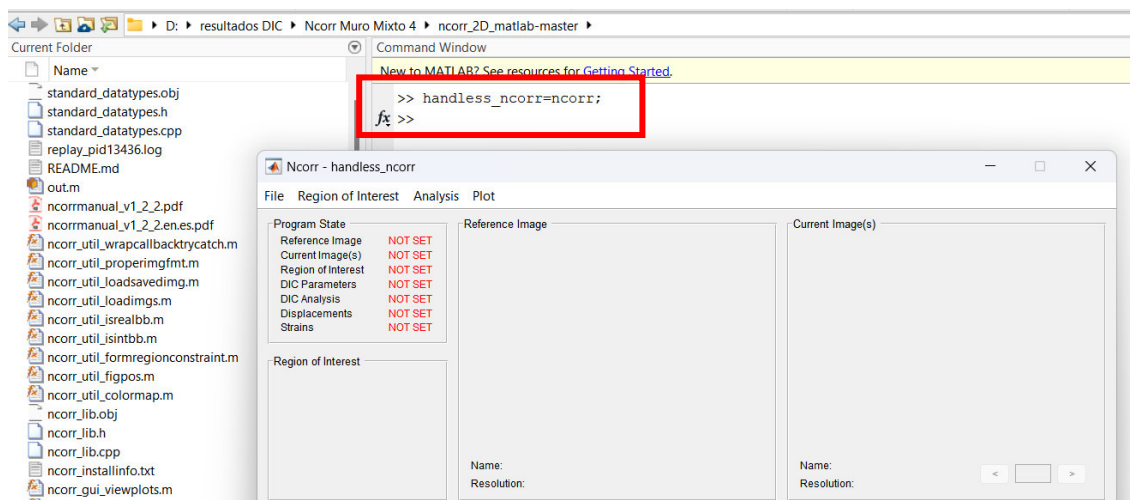 D: ▸ resultados DIC ▸ Ncorr Muro Mixto 4 ▸ ncorr_2D_matlab-master ▸
Current Folder
Name
standard_datatypes.obj
standard_datatypes.h
standard_datatypes.cpp
replay_pid13436.log
README.md
out.m
ncorrmanual_v1_2_2.pdf
ncorrmanual_v1_2_2.en.es.pdf
ncorr_util_wrapcallbacktrycatch.m
ncorr_util_properimgfmt.m
ncorr_util_loadsavedimg.m
ncorr_util_loadimgs.m
ncorr_util_isrealbb.m
ncorr_util_isintbb.m
ncorr_util_formregionconstraint.m
ncorr_util_figpos.m
ncorr_util_colormap.m
ncorr_lib.obj
ncorr_lib.h
ncorr_lib.cpp
ncorr_installinfo.txt
ncorr_gui_viewplots.m
Command Window
New to MATLAB? See resources for Getting Started.
>> handless_ncorr=ncorr;
fx >>
Ncorr - handless_ncorr
File Region of Interest Analysis Plot
Program State
Reference Image NOT SET
Current Image(s) NOT SET
Region of Interest NOT SET
DIC Parameters NOT SET
DIC Analysis NOT SET
Displacements NOT SET
Strains NOT SET
Region of Interest
Reference Image
Name:
Resolution:
Current Image(s)
Name:
Resolution:
< >